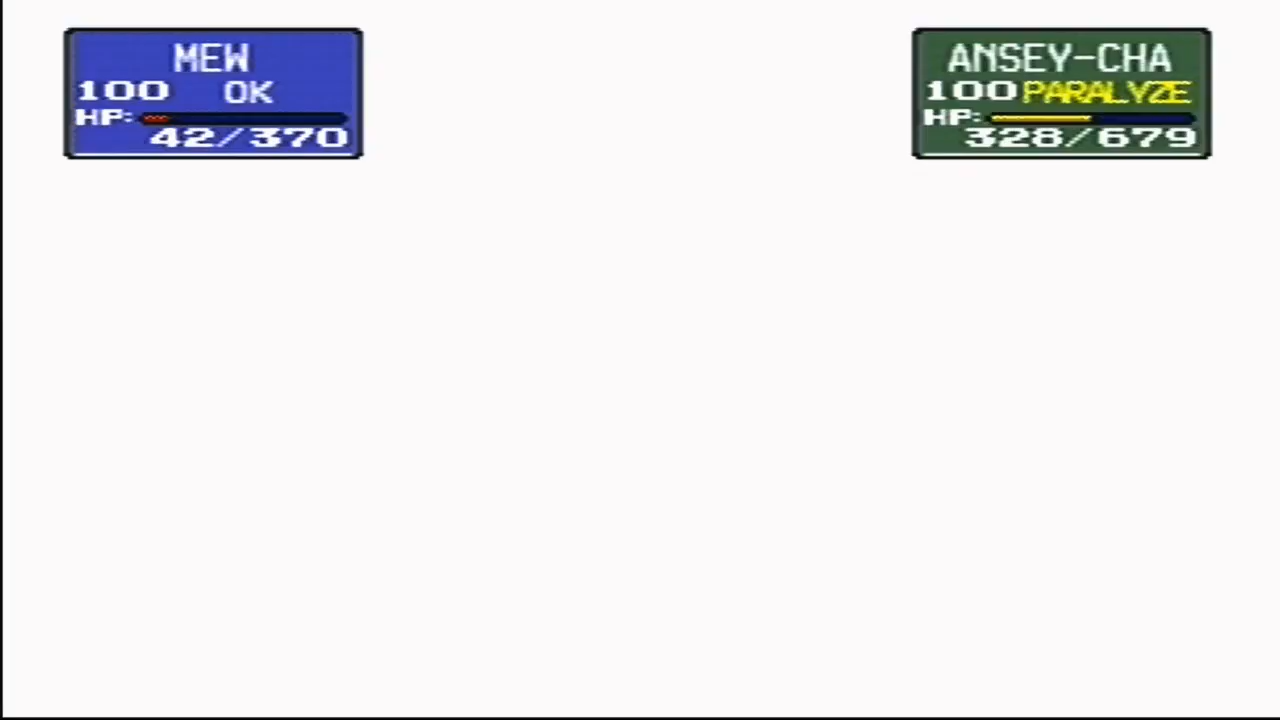 MEW
100 OK
HP:
42/370
ANSEY-CHA
100 PARALYZE
HP:
328/679